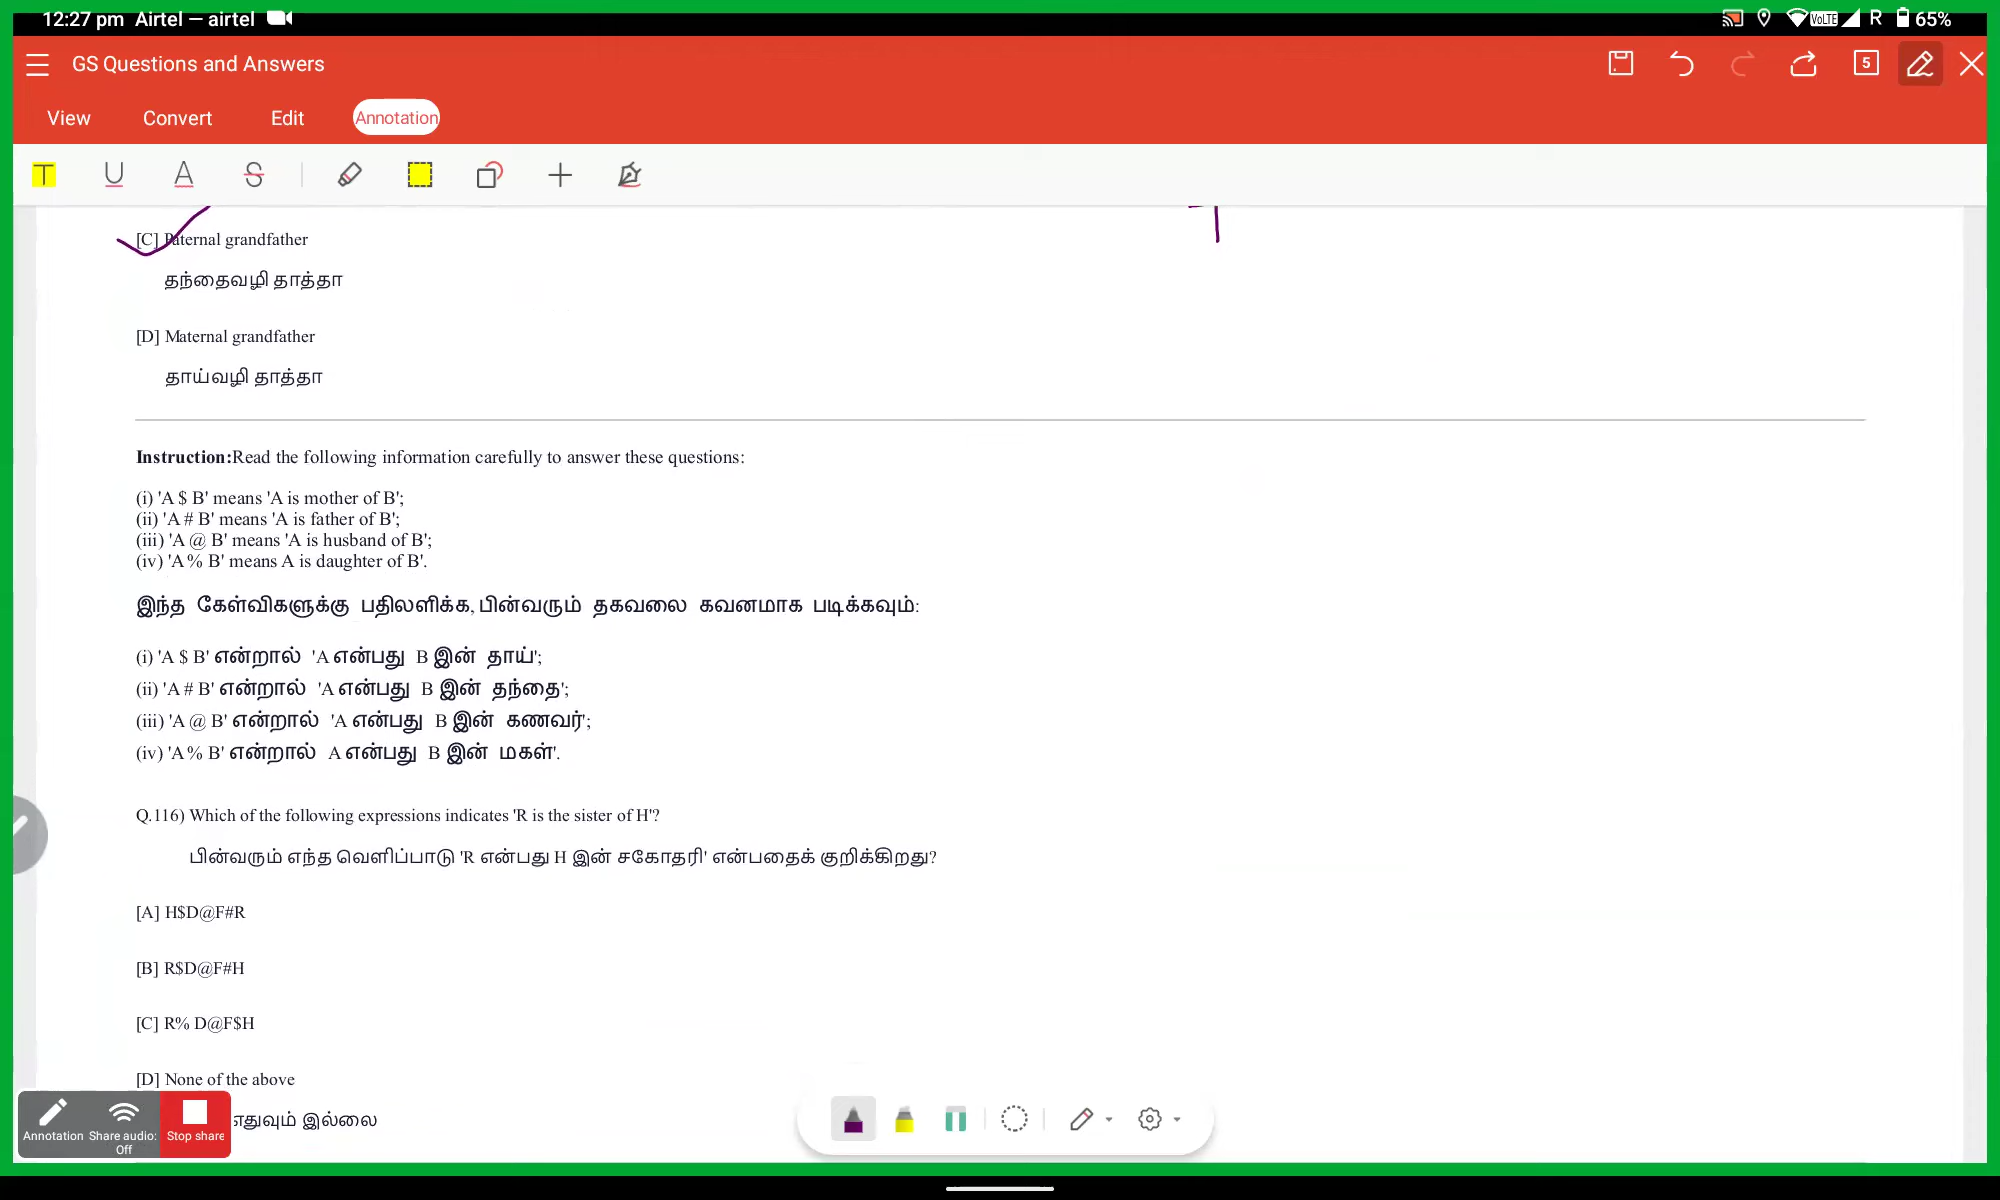 12:27 pm Airtel — airtel
VoLTE R 65%
GS Questions and Answers
5
View Convert Edit Annotation
[C] Paternal grandfather
தந்தைவழி தாத்தா
[D] Maternal grandfather
தாய்வழி தாத்தா
Instruction:Read the following information carefully to answer these questions:
(i) 'A $ B' means 'A is mother of B';
(ii) 'A # B' means 'A is father of B';
(iii) 'A @ B' means 'A is husband of B';
(iv) 'A % B' means A is daughter of B'.
இந்த கேள்விகளுக்கு பதிலளிக்க, பின்வரும் தகவலை கவனமாக படிக்கவும்:
(i) 'A $ B' என்றால் 'A என்பது B இன் தாய்';
(ii) 'A # B' என்றால் 'A என்பது B இன் தந்தை';
(iii) 'A @ B' என்றால் 'A என்பது B இன் கணவர்';
(iv) 'A % B' என்றால் A என்பது B இன் மகள்'.
Q.116) Which of the following expressions indicates 'R is the sister of H'?
பின்வரும் எந்த வெளிப்பாடு 'R என்பது H இன் சகோதரி' என்பதைக் குறிக்கிறது?
[A] H$D@F#R
[B] R$D@F#H
[C] R% D@F$H
[D] None of the above
எதுவும் இல்லை
Annotation Share audio: Off Stop share